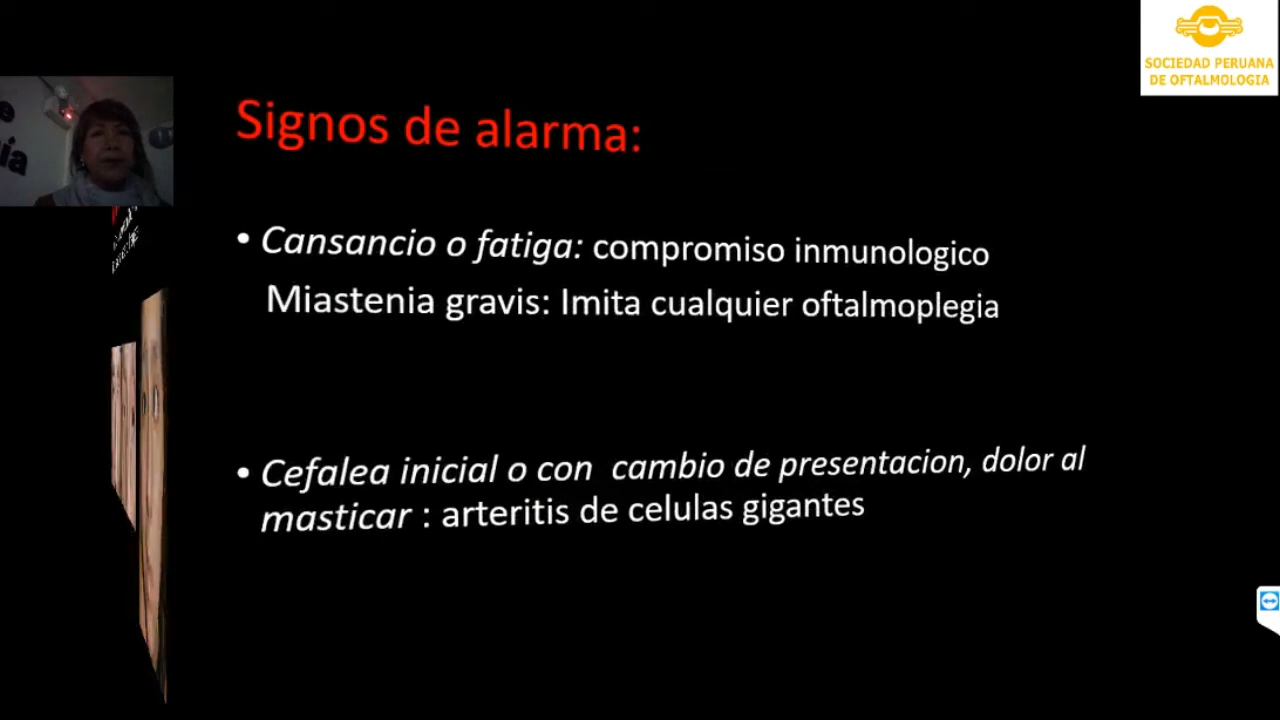 SOCIEDAD PERUANA
DE OFTALMOLOGIA
Signos de alarma:
• Cansancio o fatiga: compromiso inmunologico
Miastenia gravis: Imita cualquier oftalmoplegia
• Cefalea inicial o con cambio de presentacion, dolor al
masticar : arteritis de celulas gigantes